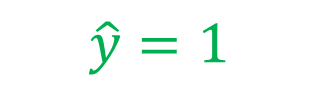 ŷ = 1